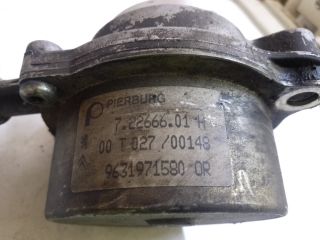 PIERBURG
7.22666.01 H
00 T 027 /00148
9631971580 OR